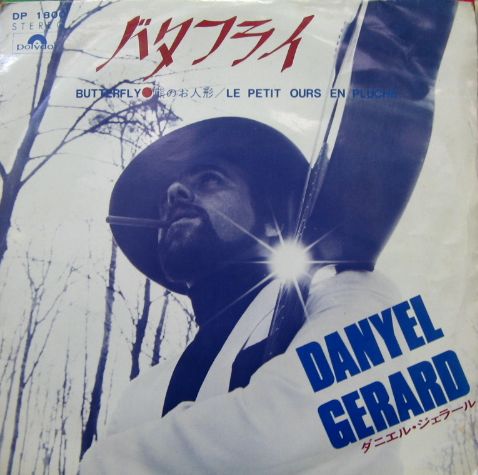 DP 1800
STEREO
Polydor
バタフライ
BUTTERFLY●熊のお人形／LE PETIT OURS EN PLUCHE
DANYEL
GERARD
ダニエル・ジェラール